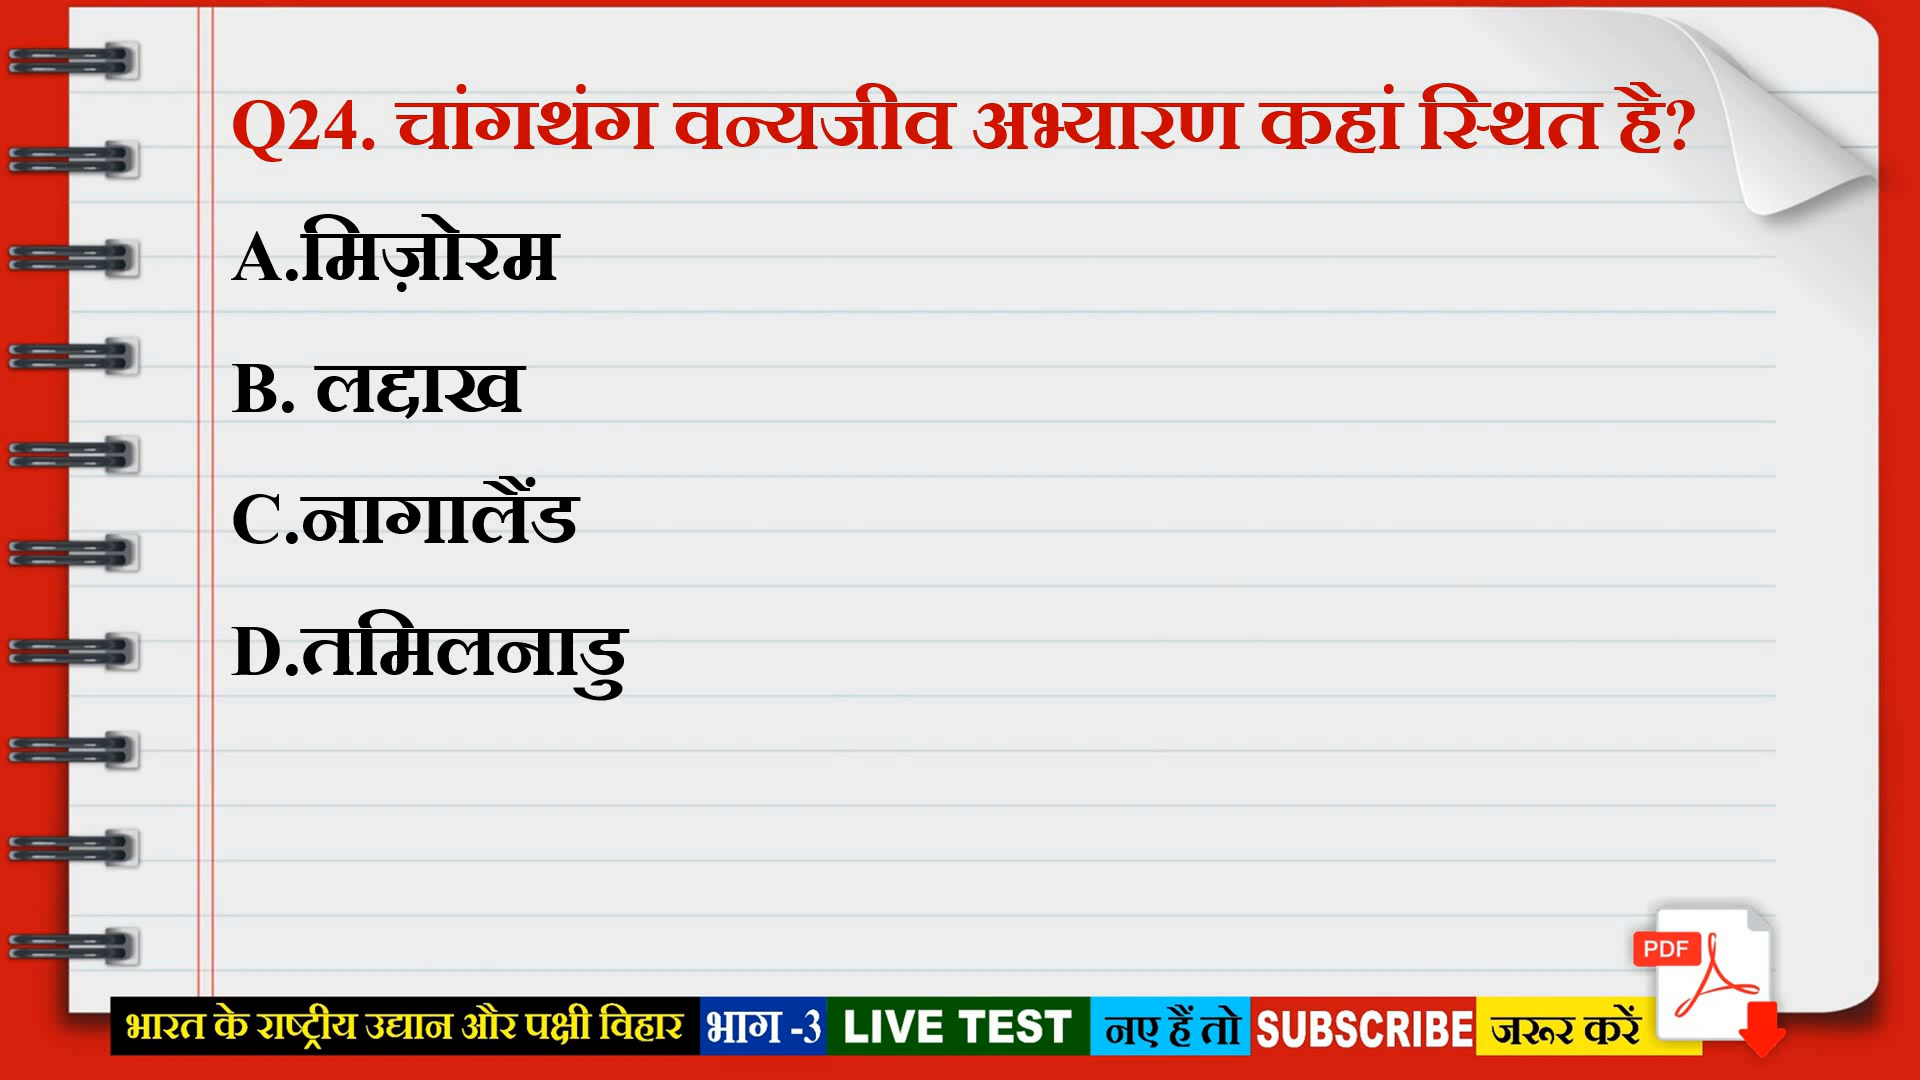 Q24. चांगथंग वन्यजीव अभ्यारण कहां स्थित है?
A.मिज़ोरम
B. लद्दाख
C.नागालैंड
D.तमिलनाडु
PDF
भारत के राष्ट्रीय उद्यान और पक्षी विहार भाग -3 LIVE TEST नए हैं तो SUBSCRIBE जरूर करें